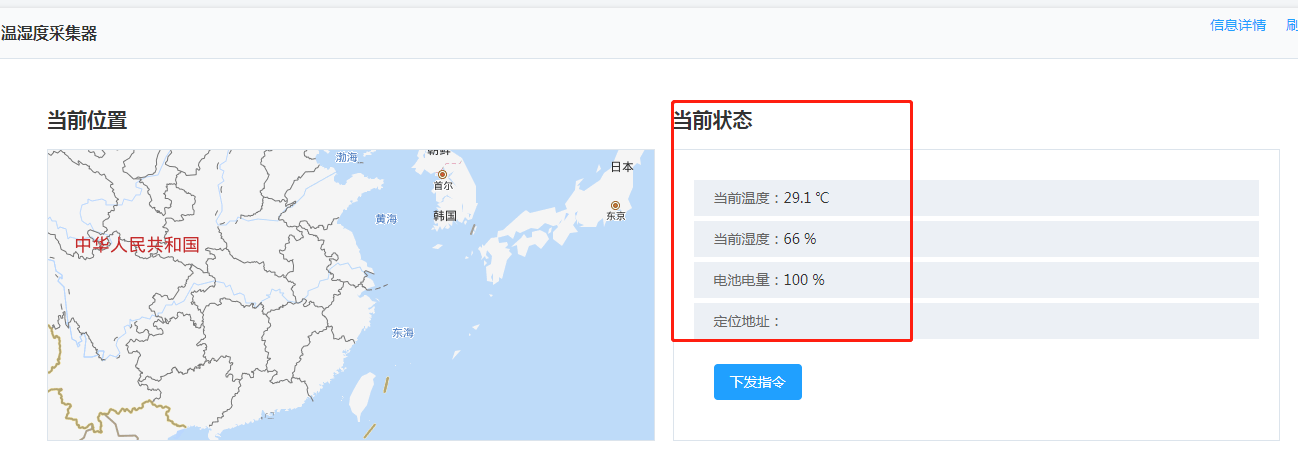 温湿度采集器
信息详情
刷
当前位置
当前状态
渤海
朝鲜
日本
首尔
韩国
东京
黄海
中华人民共和国
东海
当前温度：29.1 ℃
当前湿度：66 %
电池电量：100 %
定位地址：
下发指令